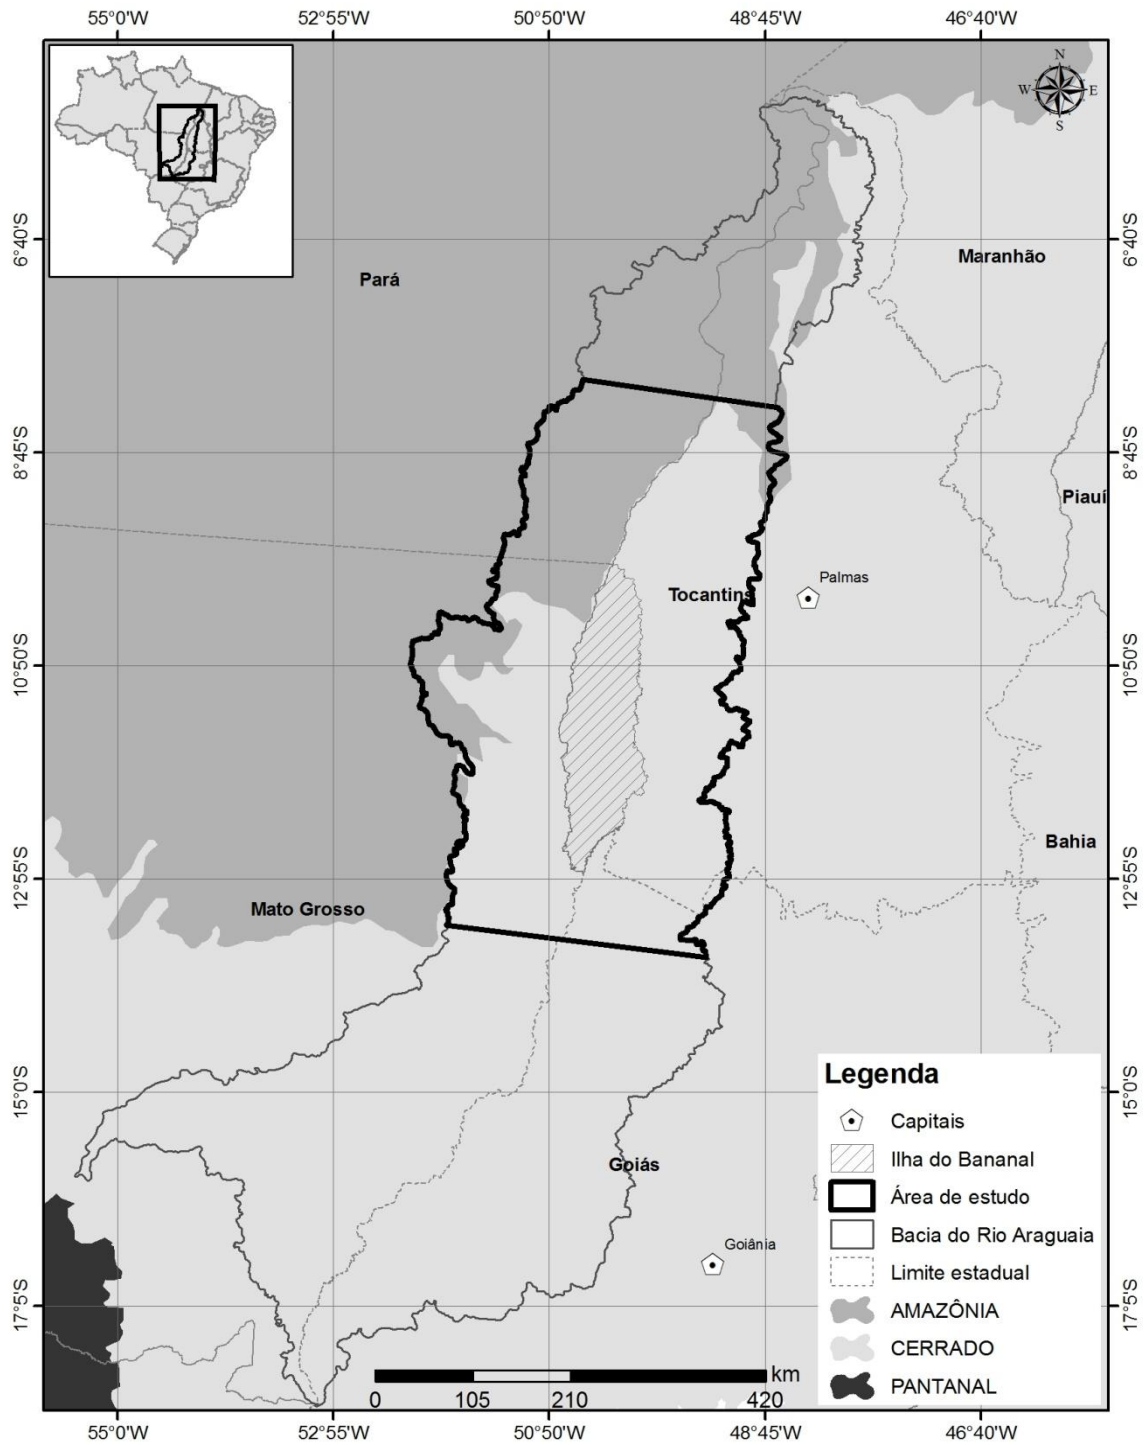 55°0'W 52°55'W 50°50'W 48°45'W 46°40'W
N
W E
S
6°40'S 6°40'S
Maranhão
Pará
8°45'S 8°45'S
Piauí
Palmas
Tocantins
10°50'S 10°50'S
Bahia
12°55'S 12°55'S
Mato Grosso
Legenda
15°0'S 15°0'S
Capitais
Ilha do Bananal
Goiás
Área de estudo
Bacia do Rio Araguaia
Goiânia
Limite estadual
17°5'S 17°5'S
AMAZÔNIA
CERRADO
PANTANAL
km
0 105 210 420
55°0'W 52°55'W 50°50'W 48°45'W 46°40'W